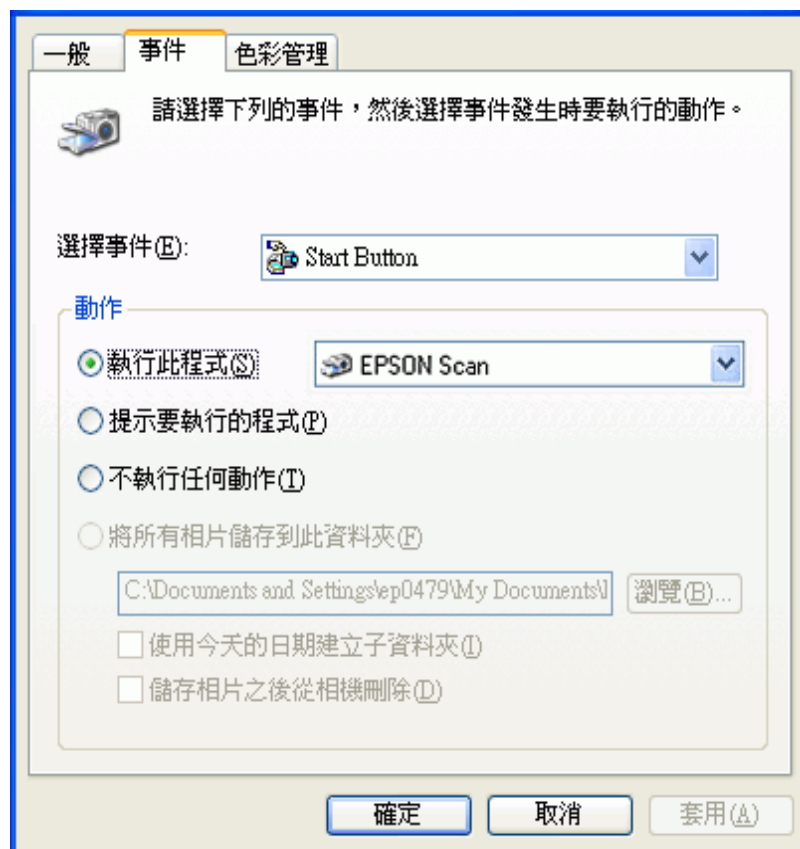 一般 事件 色彩管理
請選擇下列的事件，然後選擇事件發生時要執行的動作。
選擇事件(E): Start Button
動作
執行此程式(S) EPSON Scan
提示要執行的程式(P)
不執行任何動作(T)
將所有相片儲存到此資料夾(F)
C:\Documents and Settings\ep0479\My Documents\ 瀏覽(B)...
使用今天的日期建立子資料夾(I)
儲存相片之後從相機刪除(D)
確定 取消 套用(A)